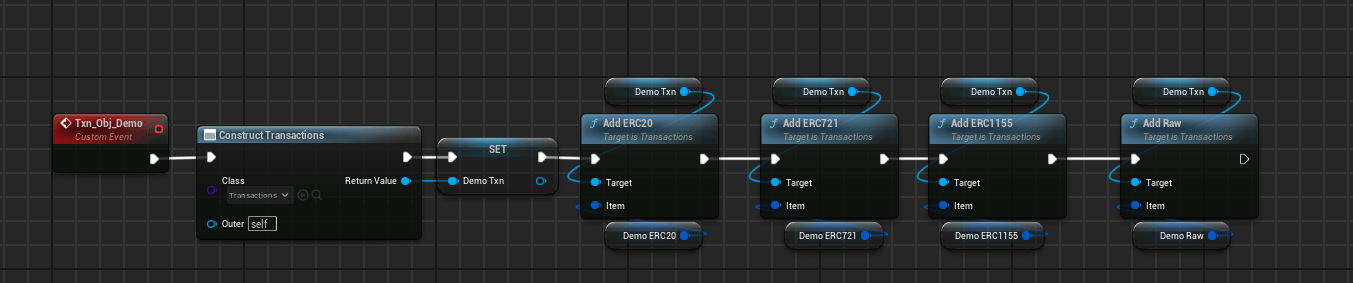 Txn_Obj_Demo
Custom Event
Construct Transactions
Class
Transactions
Return Value
Outer
self
SET
Demo Txn
Demo Txn
Add ERC20
Target is Transactions
Target
Item
Demo ERC20
Demo Txn
Add ERC721
Target is Transactions
Target
Item
Demo ERC721
Demo Txn
Add ERC1155
Target is Transactions
Target
Item
Demo ERC1155
Demo Txn
Add Raw
Target is Transactions
Target
Item
Demo Raw